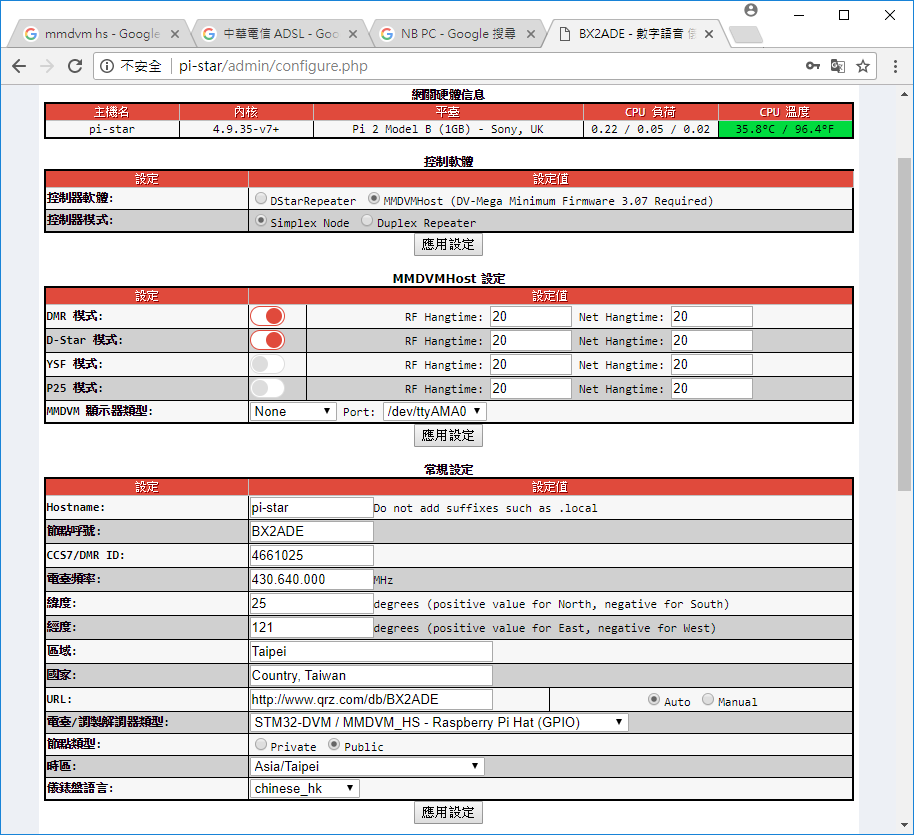 mmdvm hs - Google
中華電信 ADSL - Goo
NB PC - Google 搜尋
BX2ADE - 數字語音
不安全 | pi-star/admin/configure.php
網關硬體信息
主機名 內核 平臺 CPU 負荷 CPU 溫度
pi-star 4.9.35-v7+ Pi 2 Model B (1GB) - Sony, UK 0.22 / 0.05 / 0.02 35.8°C / 96.4°F
控制軟體
設定 設定值
控制器軟體: DStarRepeater MMDVMHost (DV-Mega Minimum Firmware 3.07 Required)
控制器模式: Simplex Node Duplex Repeater
應用設定
MMDVMHost 設定
設定 設定值
DMR 模式: RF Hangtime: 20 Net Hangtime: 20
D-Star 模式: RF Hangtime: 20 Net Hangtime: 20
YSF 模式: RF Hangtime: 20 Net Hangtime: 20
P25 模式: RF Hangtime: 20 Net Hangtime: 20
MMDVM 顯示器類型: None Port: /dev/ttyAMA0
應用設定
常規設定
設定 設定值
Hostname: pi-star Do not add suffixes such as .local
節點呼號: BX2ADE
CCS7/DMR ID: 4661025
電臺頻率: 430.640.000 MHz
緯度: 25 degrees (positive value for North, negative for South)
經度: 121 degrees (positive value for East, negative for West)
區域: Taipei
國家: Country, Taiwan
URL: http://www.qrz.com/db/BX2ADE Auto Manual
電臺/調製解調器類型: STM32-DVM / MMDVM_HS - Raspberry Pi Hat (GPIO)
節點類型: Private Public
時區: Asia/Taipei
儀錶盤語言: chinese_hk
應用設定